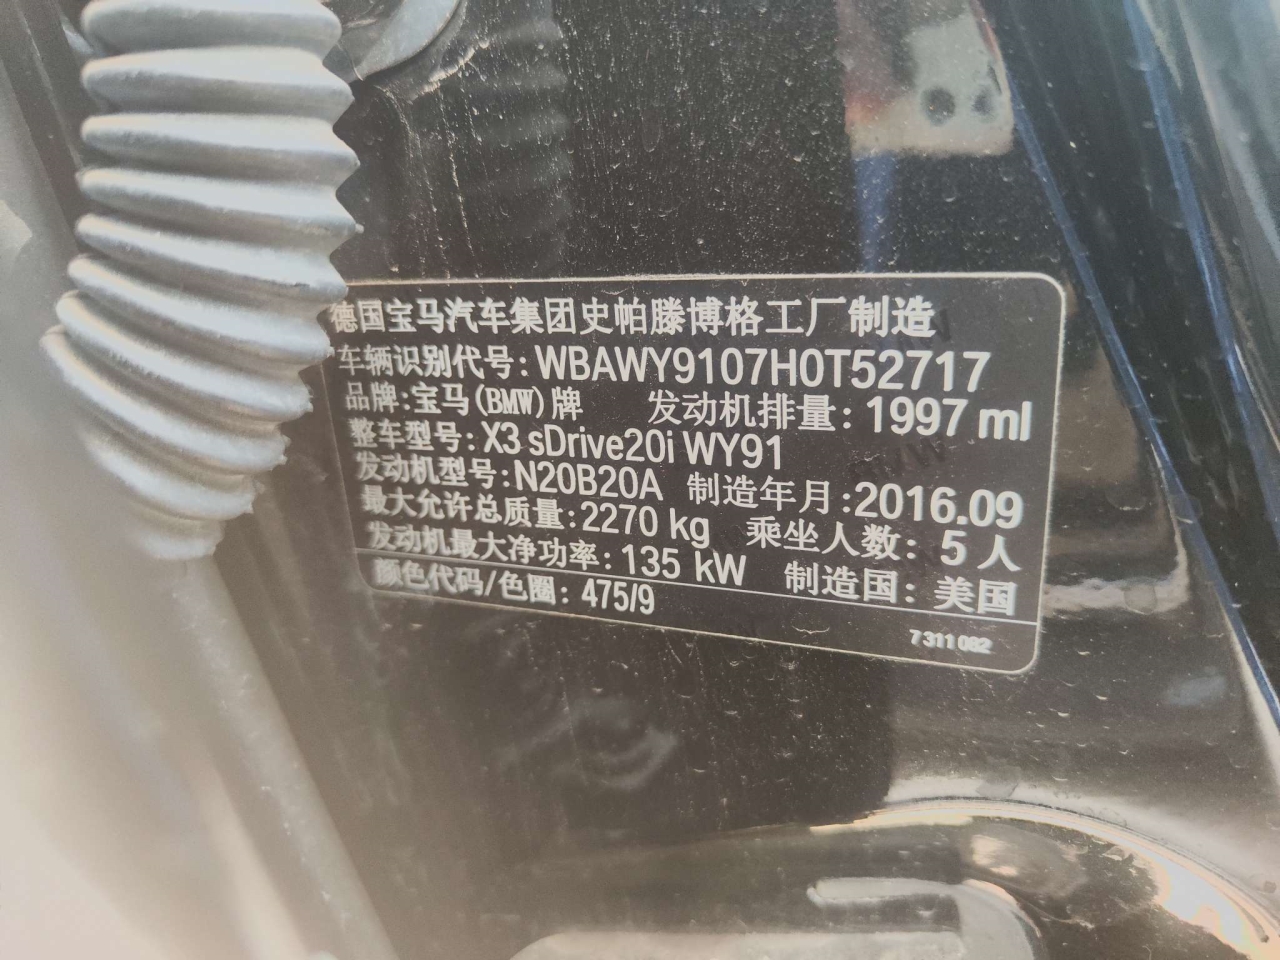 德国宝马汽车集团史帕滕博格工厂制造
车辆识别代号: WBAWY9107H0T52717
品牌:宝马(BMW)牌 发动机排量: 1997 ml
整车型号: X3 sDrive20i WY91
发动机型号: N20B20A 制造年月:2016.09
最大允许总质量:2270 kg 乘坐人数: 5 人
发动机最大净功率: 135 kW 制造国: 美国
颜色代码/色圈: 475/9
7311082